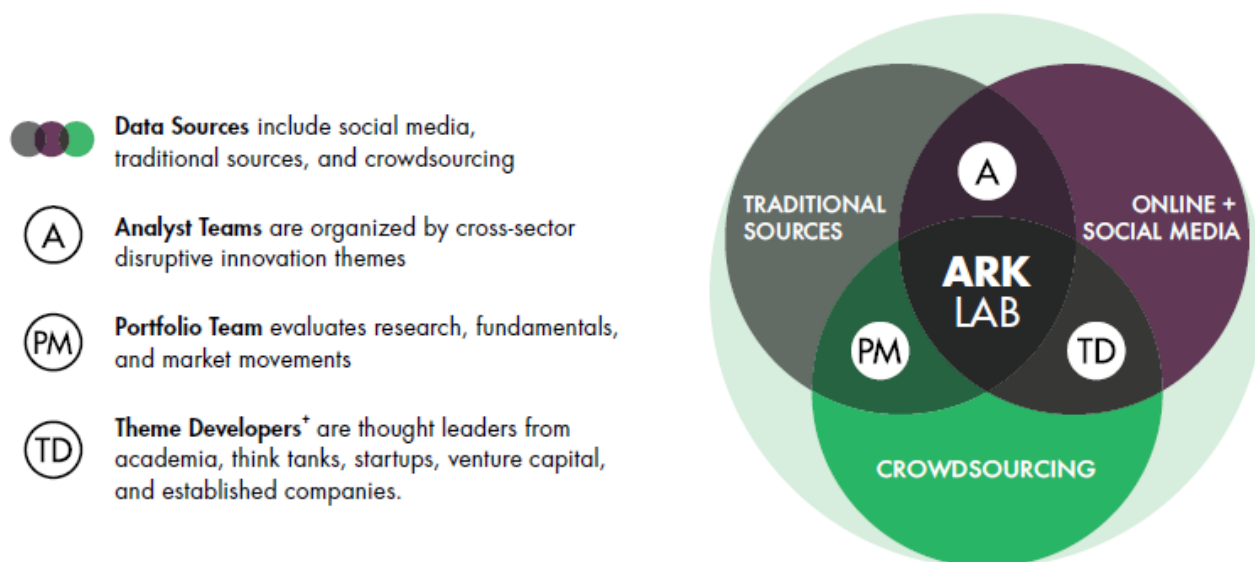 Data Sources include social media,
traditional sources, and crowdsourcing
A
Analyst Teams are organized by cross-sector
disruptive innovation themes
PM
Portfolio Team evaluates research, fundamentals,
and market movements
TD
Theme Developers⁺ are thought leaders from
academia, think tanks, startups, venture capital,
and established companies.
A
TRADITIONAL
SOURCES
ONLINE +
SOCIAL MEDIA
ARK
LAB
PM
TD
CROWDSOURCING